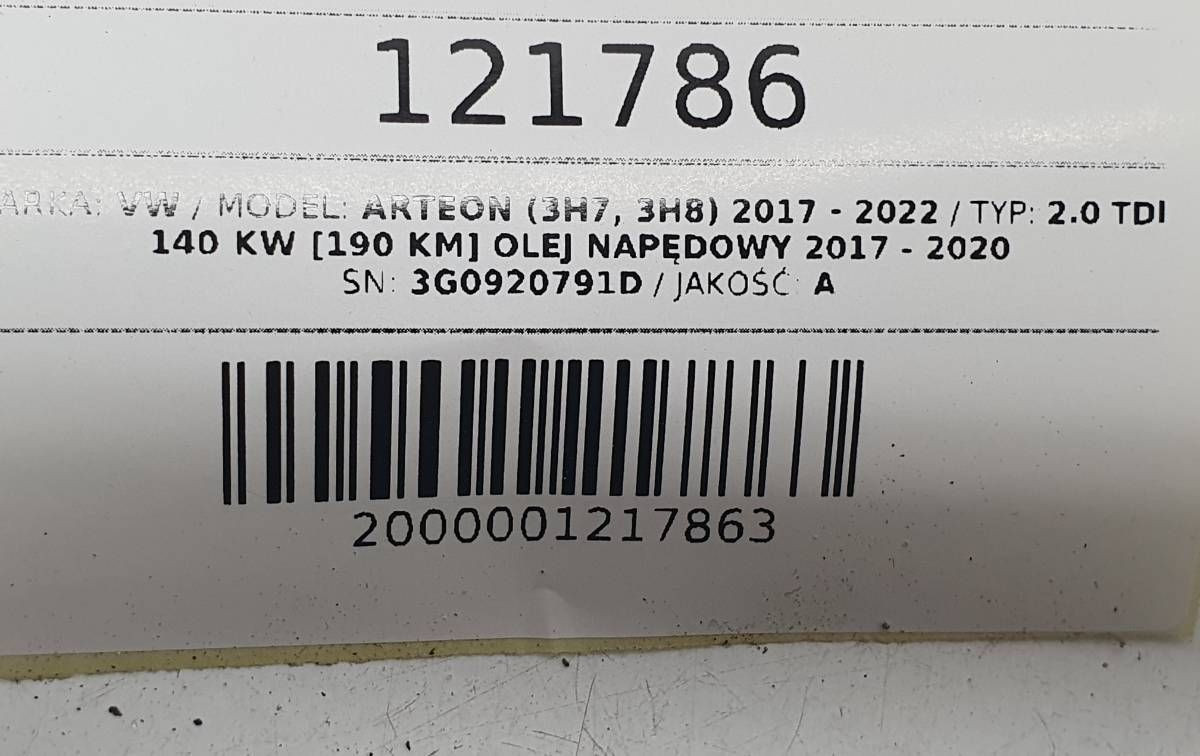 121786
ARKA: VW / MODEL: ARTEON (3H7, 3H8) 2017 - 2022 / TYP: 2.0 TDI
140 KW [190 KM] OLEJ NAPĘDOWY 2017 - 2020
SN: 3G0920791D / JAKOŚĆ: A
2000001217863